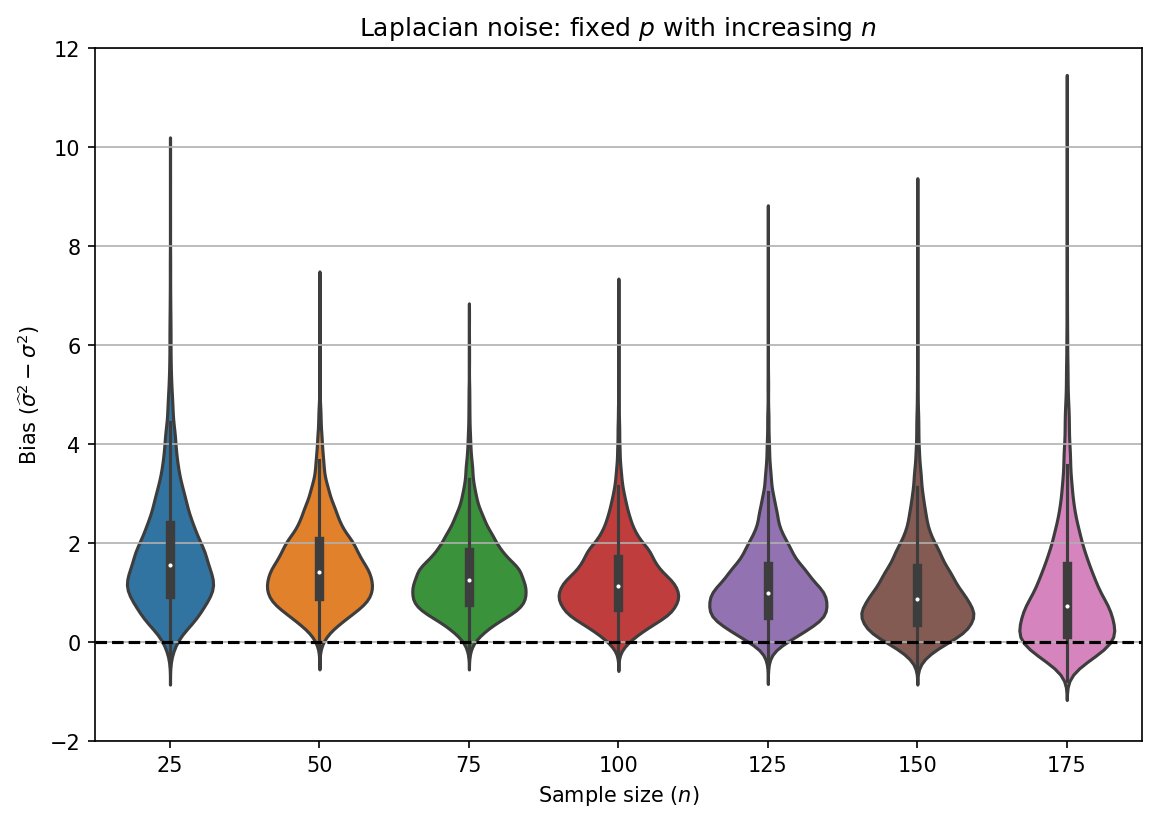 Laplacian noise: fixed p with increasing n
12
10
8
6
4
2
0
−2
Bias (σ̂² − σ²)
25 50 75 100 125 150 175
Sample size (n)